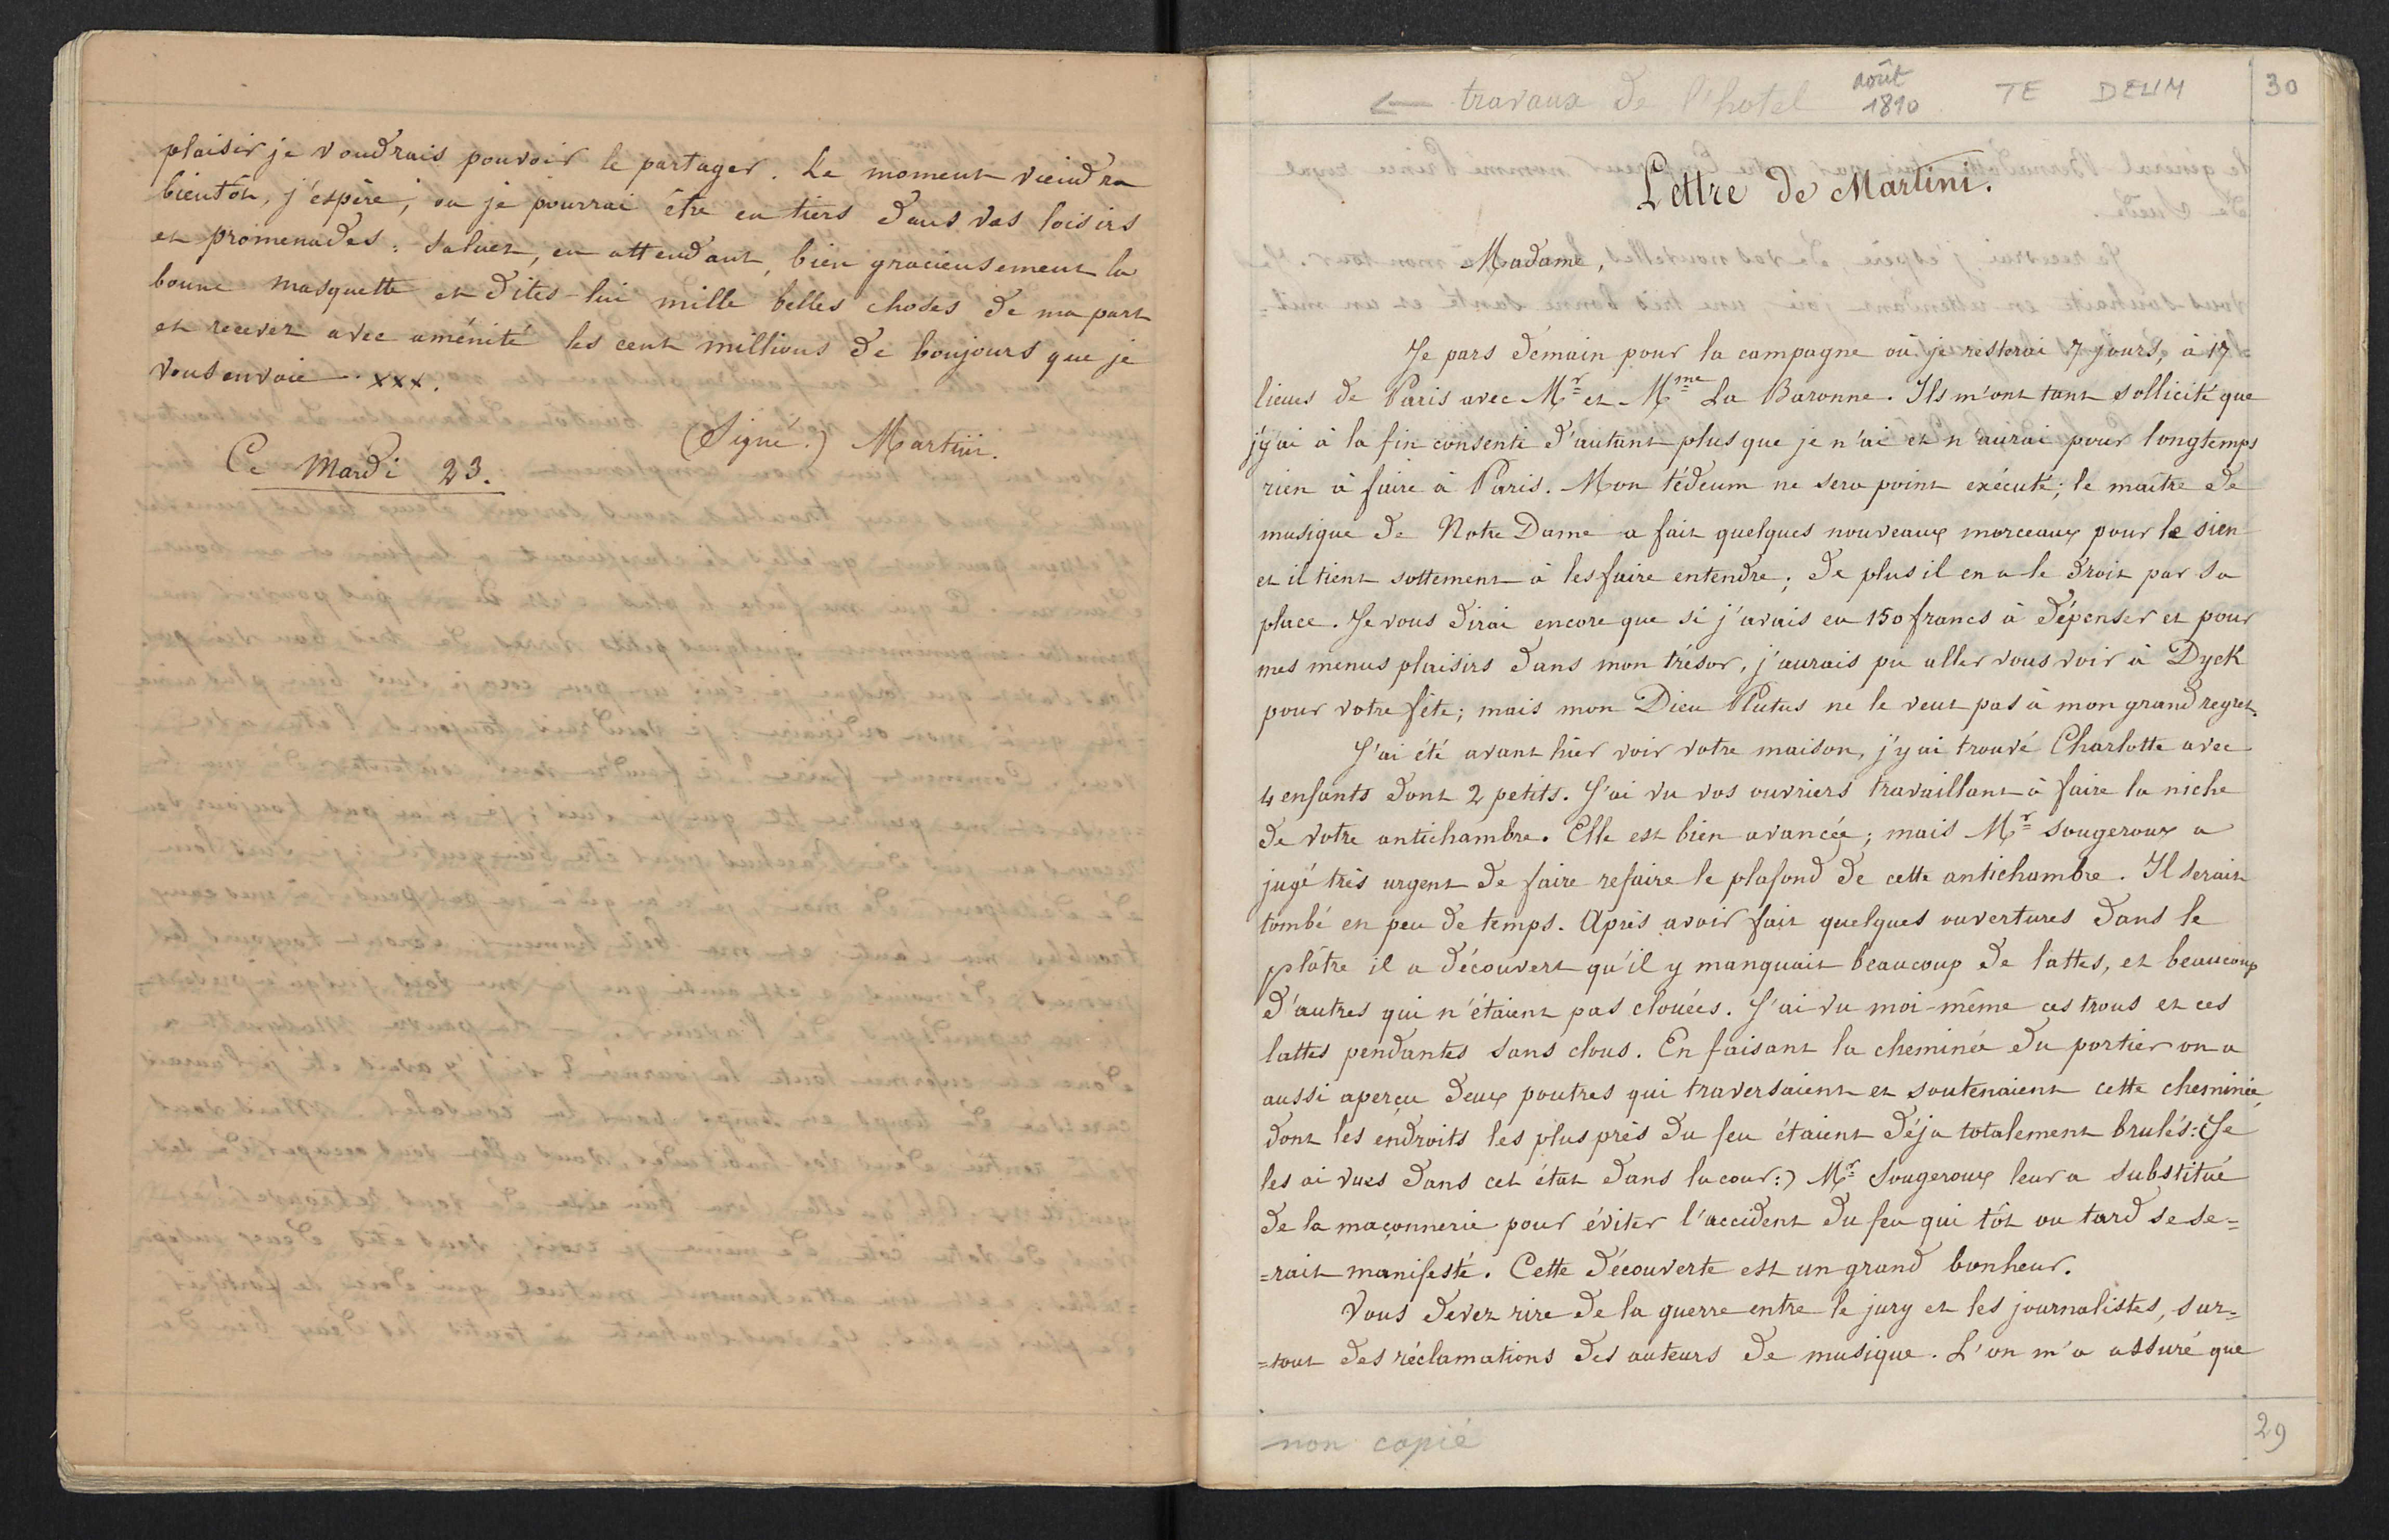 plaisir je voudrais pouvoir le partager. Le moment viendra
bientôt, j'éspère, ou je pourrai être en tiers dans vos loisirs
et promenades. Saluez, en attendant, bien gracieusement la
bonne masquette et dites-lui mille belles choses de ma part
et recevez avec aménité les cent millions de bonjours que je
vous envoie xxx.
(Signé.) Martini.
Ce Mardi 23.
← travaux de l'hotel août 1810 TE DEUM 30
Lettre de Martini.
Madame,
Je pars demain pour la campagne où je resterai 7 jours, à 17
lieues de Paris avec Mr et Mme La Baronne. Ils m'ont tant sollicité que
j'y ai à la fin consenti d'autant plus que je n'ai et n'aurai pour longtemps
rien à faire à Paris. Mon tédeum ne sera point exécuté; le maître de
musique de Notre Dame a fait quelques nouveaux morceaux pour le sien
et il tient sottement à les faire entendre; de plus il en a le droit par sa
place. Je vous dirai encore que si j'avais eu 150 francs à dépenser et pour
mes menus plaisirs dans mon trésor, j'aurais pu aller vous voir à Dyck
pour votre fête; mais mon Dieu Plutus ne le veut pas à mon grand regret.
J'ai été avant hier voir votre maison, j'y ai trouvé Charlotte avec
4 enfants dont 2 petits. J'ai vu vos ouvriers travaillant à faire la niche
de votre antichambre. Elle est bien avancée; mais Mr Sougeroux a
jugé très urgent de faire refaire le plafond de cette antichambre. Il serait
tombé en peu de temps. Après avoir fait quelques ouvertures dans le
plâtre il a découvert qu'il y manquait beaucoup de lattes, et beaucoup
d'autres qui n'étaient pas clouées. J'ai vu moi-même ces trous et ces
lattes pendantes sans clous. En faisant la cheminée du portier on a
aussi aperçu deux poutres qui traversaient et soutenaient cette cheminée,
dont les endroits les plus près du feu étaient déja totalement brulés:(Je
les ai vues dans cet état dans la cour:) Mr Sougeroux leur a substitué
de la maçonnerie pour éviter l'accident du feu qui tôt ou tard se se=
=rait manifesté. Cette découverte est un grand bonheur.
Vous devez rire de la guerre entre le jury et les journalistes, sur=
=tout des réclamations des auteurs de musique. L'on m'a assuré que
non copié 29